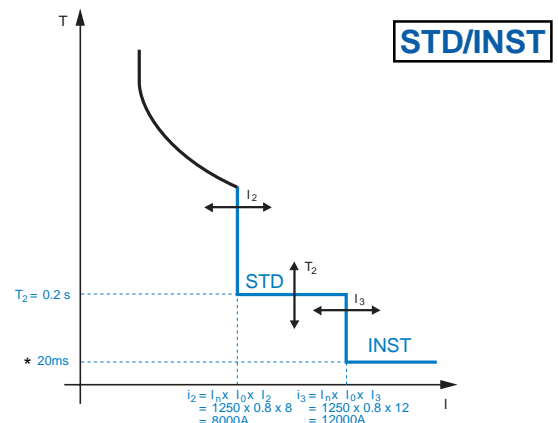 STD/INST
T
I₂
T₂
STD
T₂ = 0.2 s
I₃
INST
* 20ms
I
i₂ = Iₙ x I₀ x I₂
= 1250 x 0.8 x 8
= 8000A
i₃ = Iₙ x I₀ x I₃
= 1250 x 0.8 x 12
= 12000A